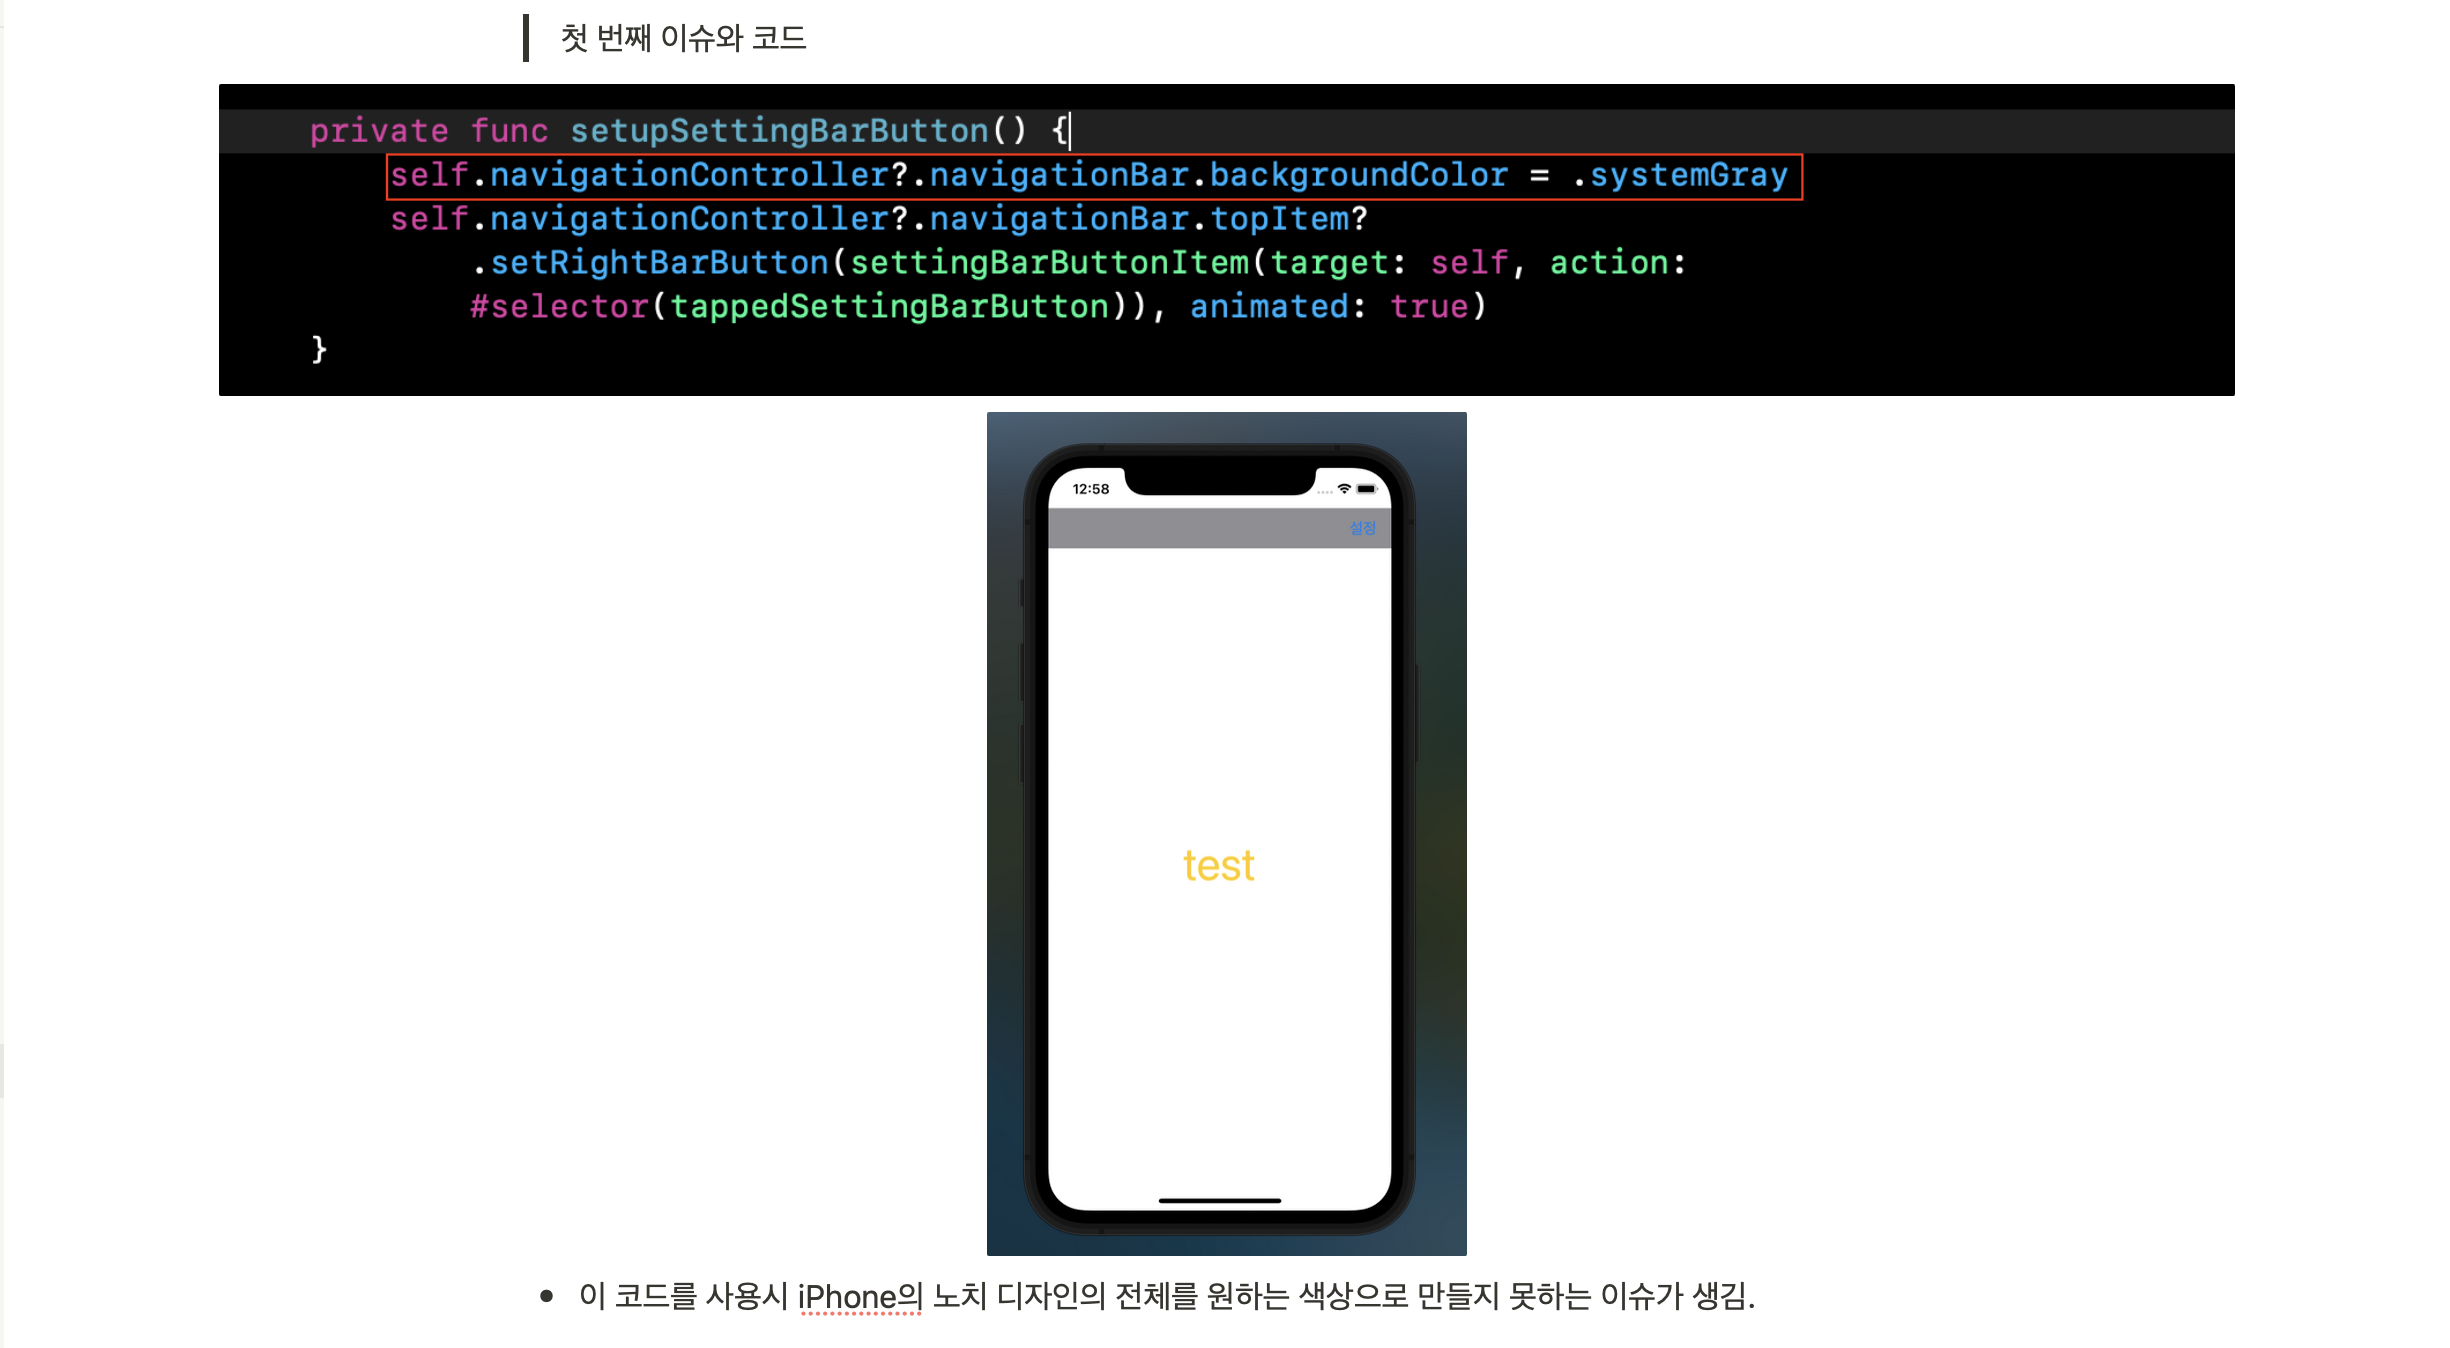 첫 번째 이슈와 코드
private func setupSettingBarButton() {
self.navigationController?.navigationBar.backgroundColor = .systemGray
self.navigationController?.navigationBar.topItem?
.setRightBarButton(settingBarButtonItem(target: self, action:
#selector(tappedSettingBarButton)), animated: true)
}
12:58
설정
test
• 이 코드를 사용시 iPhone의 노치 디자인의 전체를 원하는 색상으로 만들지 못하는 이슈가 생김.